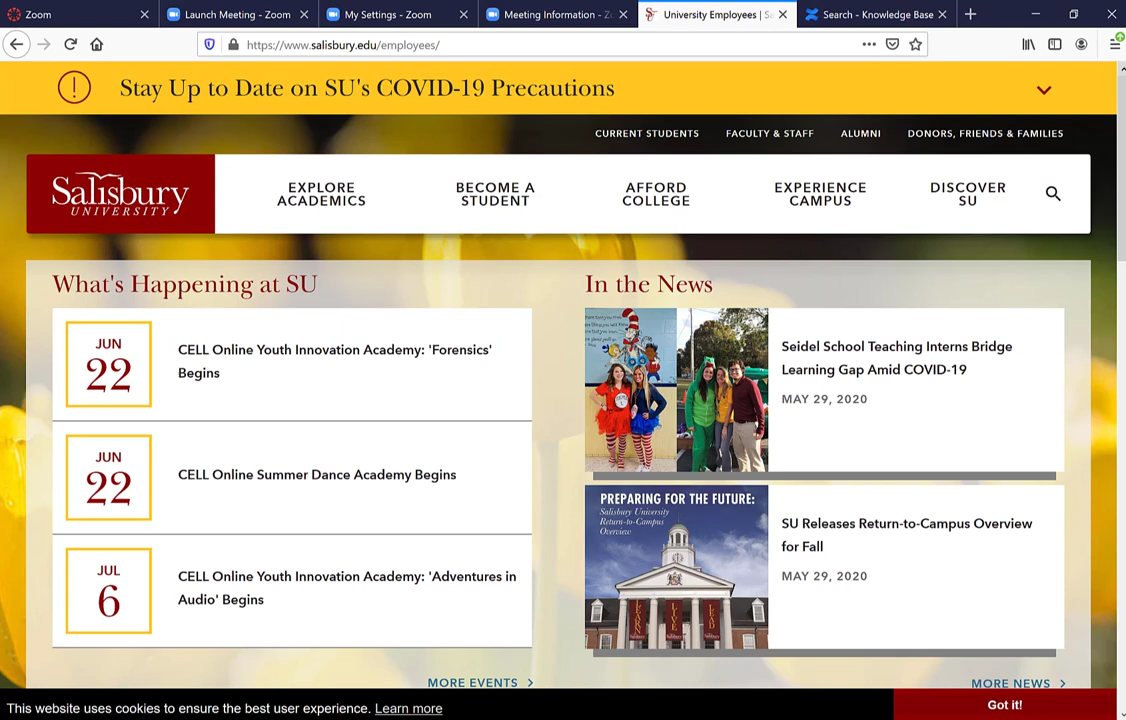 Zoom
Launch Meeting - Zoom
My Settings - Zoom
Meeting Information - Z
University Employees | Sa
Search - Knowledge Base
https://www.salisbury.edu/employees/
Stay Up to Date on SU's COVID-19 Precautions
CURRENT STUDENTS
FACULTY & STAFF
ALUMNI
DONORS, FRIENDS & FAMILIES
Salisbury
UNIVERSITY
EXPLORE
ACADEMICS
BECOME A
STUDENT
AFFORD
COLLEGE
EXPERIENCE
CAMPUS
DISCOVER
SU
What's Happening at SU
JUN
22
CELL Online Youth Innovation Academy: 'Forensics'
Begins
JUN
22
CELL Online Summer Dance Academy Begins
JUL
6
CELL Online Youth Innovation Academy: 'Adventures in
Audio' Begins
MORE EVENTS
In the News
Seidel School Teaching Interns Bridge
Learning Gap Amid COVID-19
MAY 29, 2020
PREPARING FOR THE FUTURE:
Salisbury University
Return-to-Campus
Overview
LEARN
LIVE
LEAD
SU Releases Return-to-Campus Overview
for Fall
MAY 29, 2020
MORE NEWS
This website uses cookies to ensure the best user experience. Learn more
Got it!